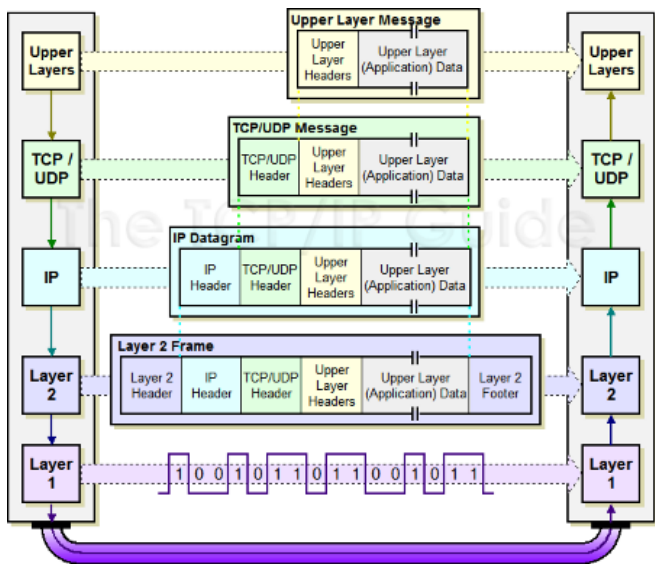 Upper Layer Message
Upper
Layers
Upper
Layer
Headers
Upper Layer
(Application) Data
Upper
Layers
TCP/UDP Message
TCP /
UDP
TCP/UDP
Header
Upper
Layer
Headers
Upper Layer
(Application) Data
TCP /
UDP
The TCP/IP Guide
IP Datagram
IP
IP
Header
TCP/UDP
Header
Upper
Layer
Headers
Upper Layer
(Application) Data
IP
Layer 2 Frame
Layer
2
Layer 2
Header
IP
Header
TCP/UDP
Header
Upper
Layer
Headers
Upper Layer
(Application) Data
Layer 2
Footer
Layer
2
Layer
1
1 0 0 1 0 1 1 0 1 1 0 0 1 0 1 1
Layer
1